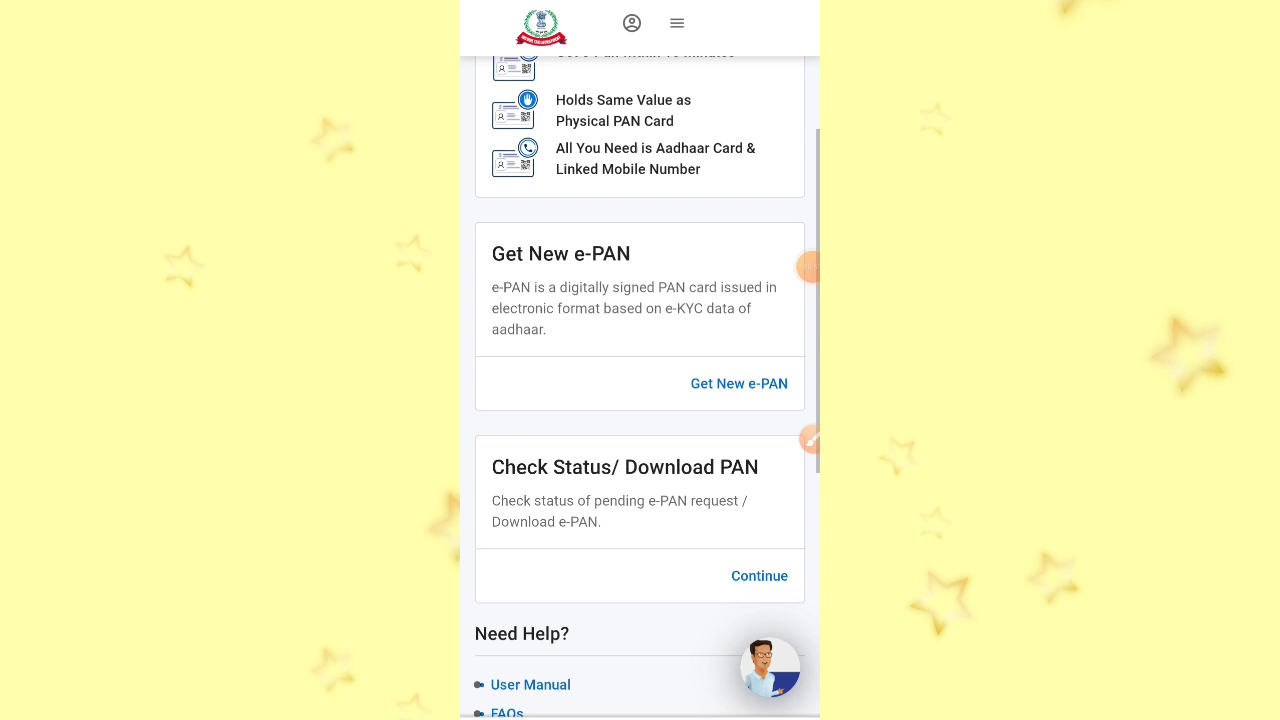 Holds Same Value as
Physical PAN Card
All You Need is Aadhaar Card &
Linked Mobile Number
Get New e-PAN
e-PAN is a digitally signed PAN card issued in
electronic format based on e-KYC data of
aadhaar.
Get New e-PAN
Check Status/ Download PAN
Check status of pending e-PAN request /
Download e-PAN.
Continue
Need Help?
User Manual
FAQs